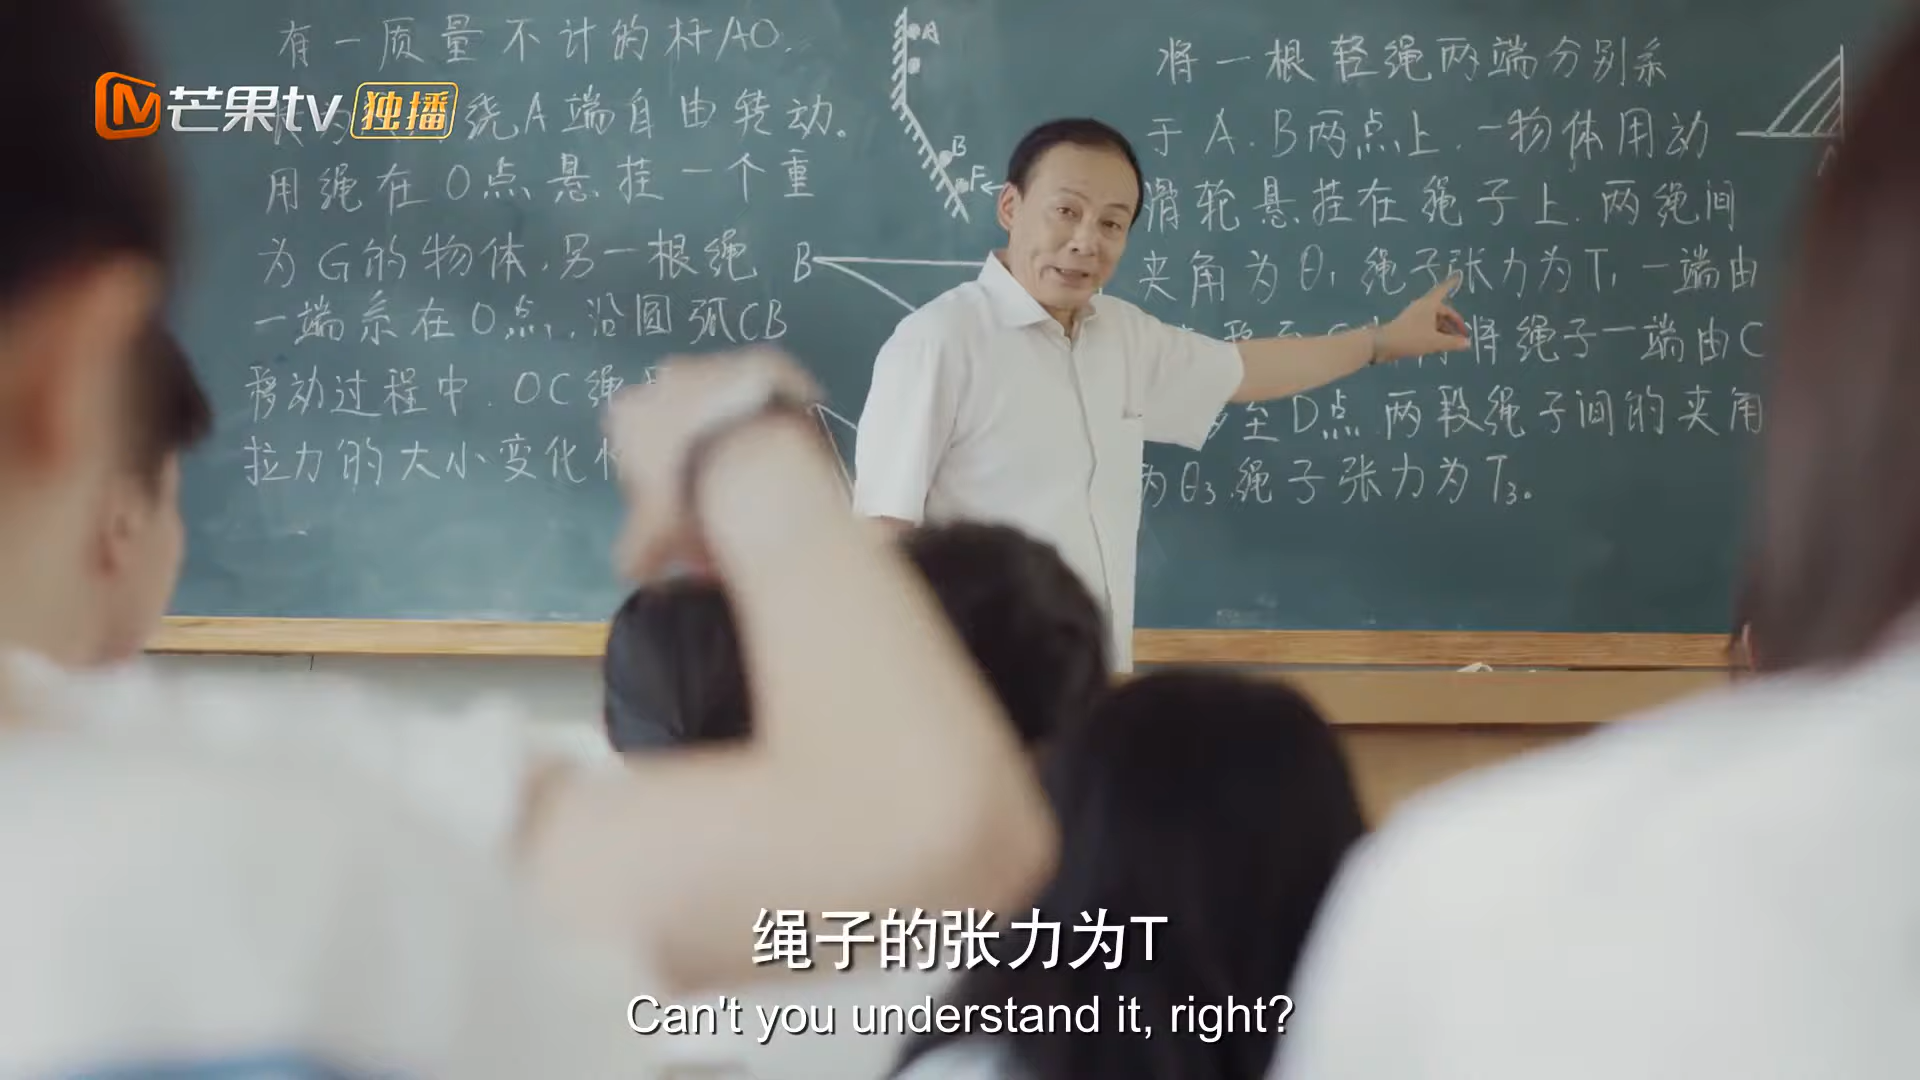 有一质量不计的杆AO,
芒果tv 独播
绕A端自由转动。
用绳在O点悬挂一个重
为G的物体,另一根绳
一端系在O点,沿圆弧CB
移动过程中.OC绳
拉力的大小变化
A
B
F
B
将一根轻绳两端分别系
于A.B两点上.一物体用动
滑轮悬挂在绳子上.两绳间
夹角为θ1绳子张力为T1一端由
将绳子一端由C
移至D点两段绳子间的夹角
为θ3.绳子张力为T3。
绳子的张力为T
Can't you understand it, right?